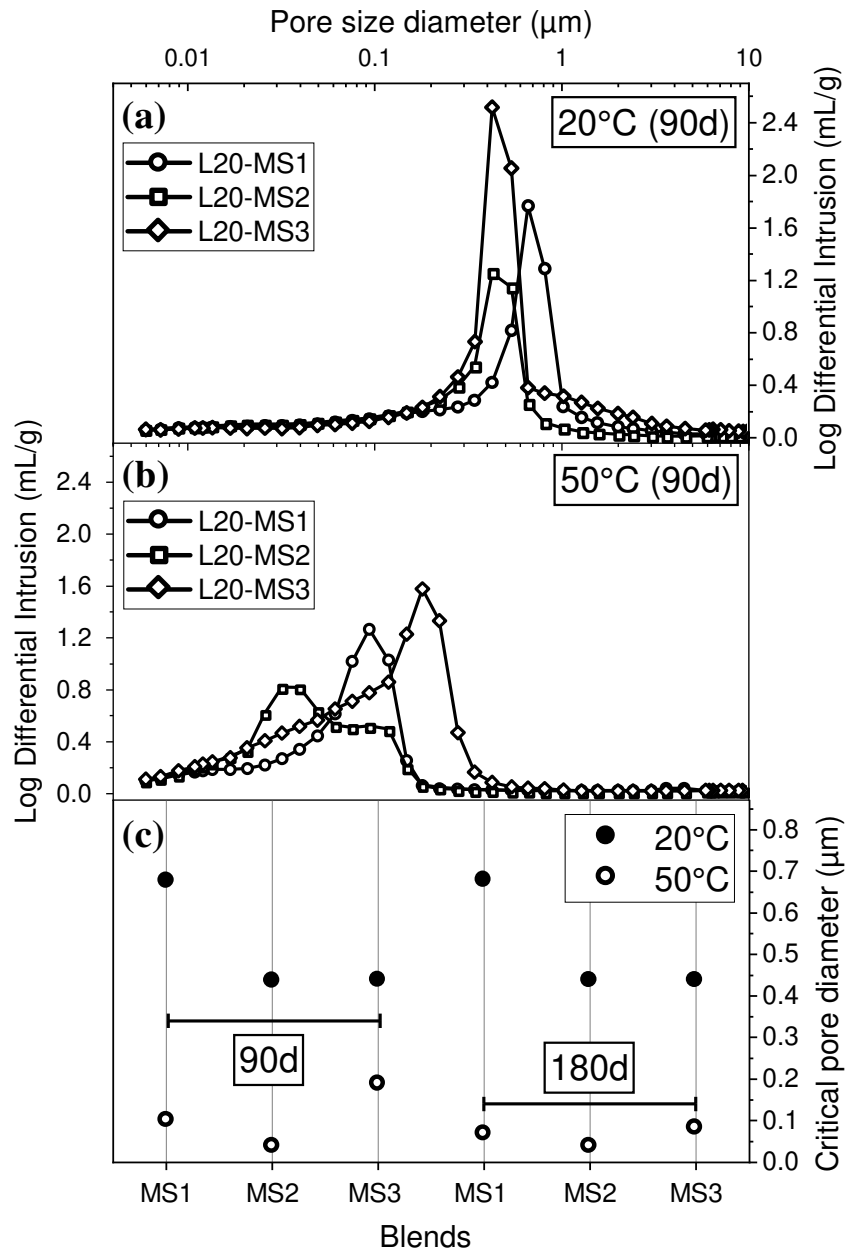 Pore size diameter (µm)
0.01 0.1 1 10
(a)
20°C (90d)
L20-MS1
L20-MS2
L20-MS3
2.4
2.0
1.6
1.2
0.8
0.4
0.0
Log Differential Intrusion (mL/g)
(b)
50°C (90d)
L20-MS1
L20-MS2
L20-MS3
2.4
2.0
1.6
1.2
0.8
0.4
0.0
Log Differential Intrusion (mL/g)
(c)
20°C
50°C
90d
180d
0.8
0.7
0.6
0.5
0.4
0.3
0.2
0.1
0.0
Critical pore diameter (µm)
MS1 MS2 MS3 MS1 MS2 MS3
Blends